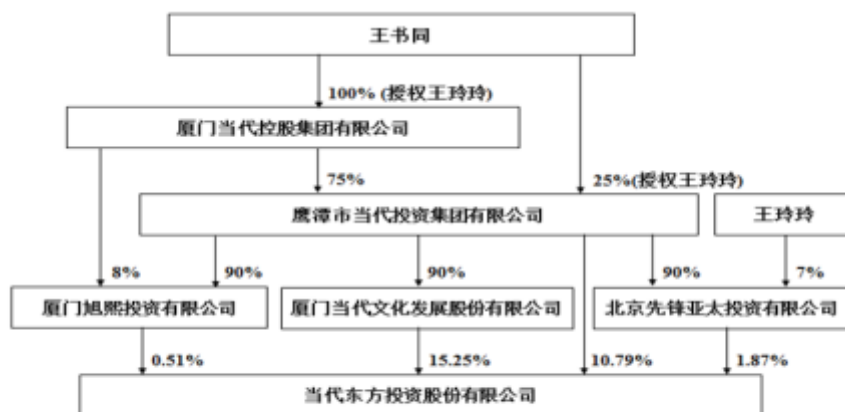 王书同
100% (授权王玲玲)
厦门当代控股集团有限公司
75%
25%(授权王玲玲)
鹰潭市当代投资集团有限公司
王玲玲
8%
90%
90%
90%
7%
厦门旭熙投资有限公司
厦门当代文化发展股份有限公司
北京先锋亚太投资有限公司
0.51%
15.25%
10.79%
1.87%
当代东方投资股份有限公司